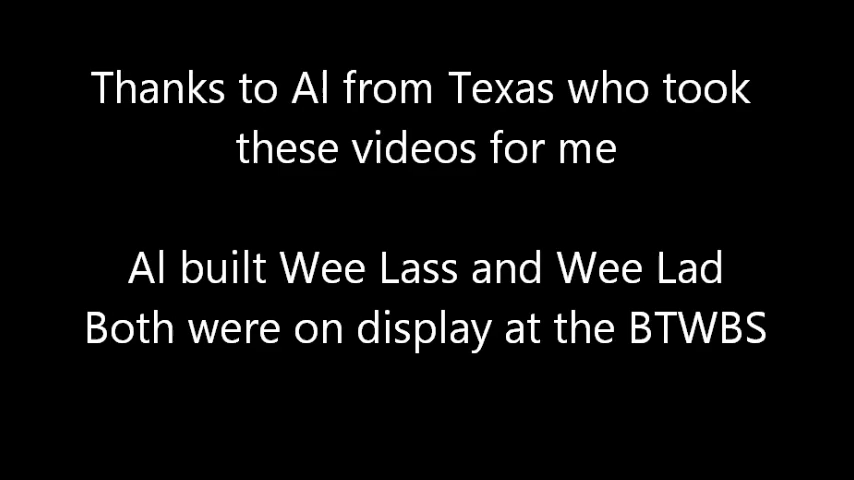 Thanks to Al from Texas who took
these videos for me
Al built Wee Lass and Wee Lad
Both were on display at the BTWBS